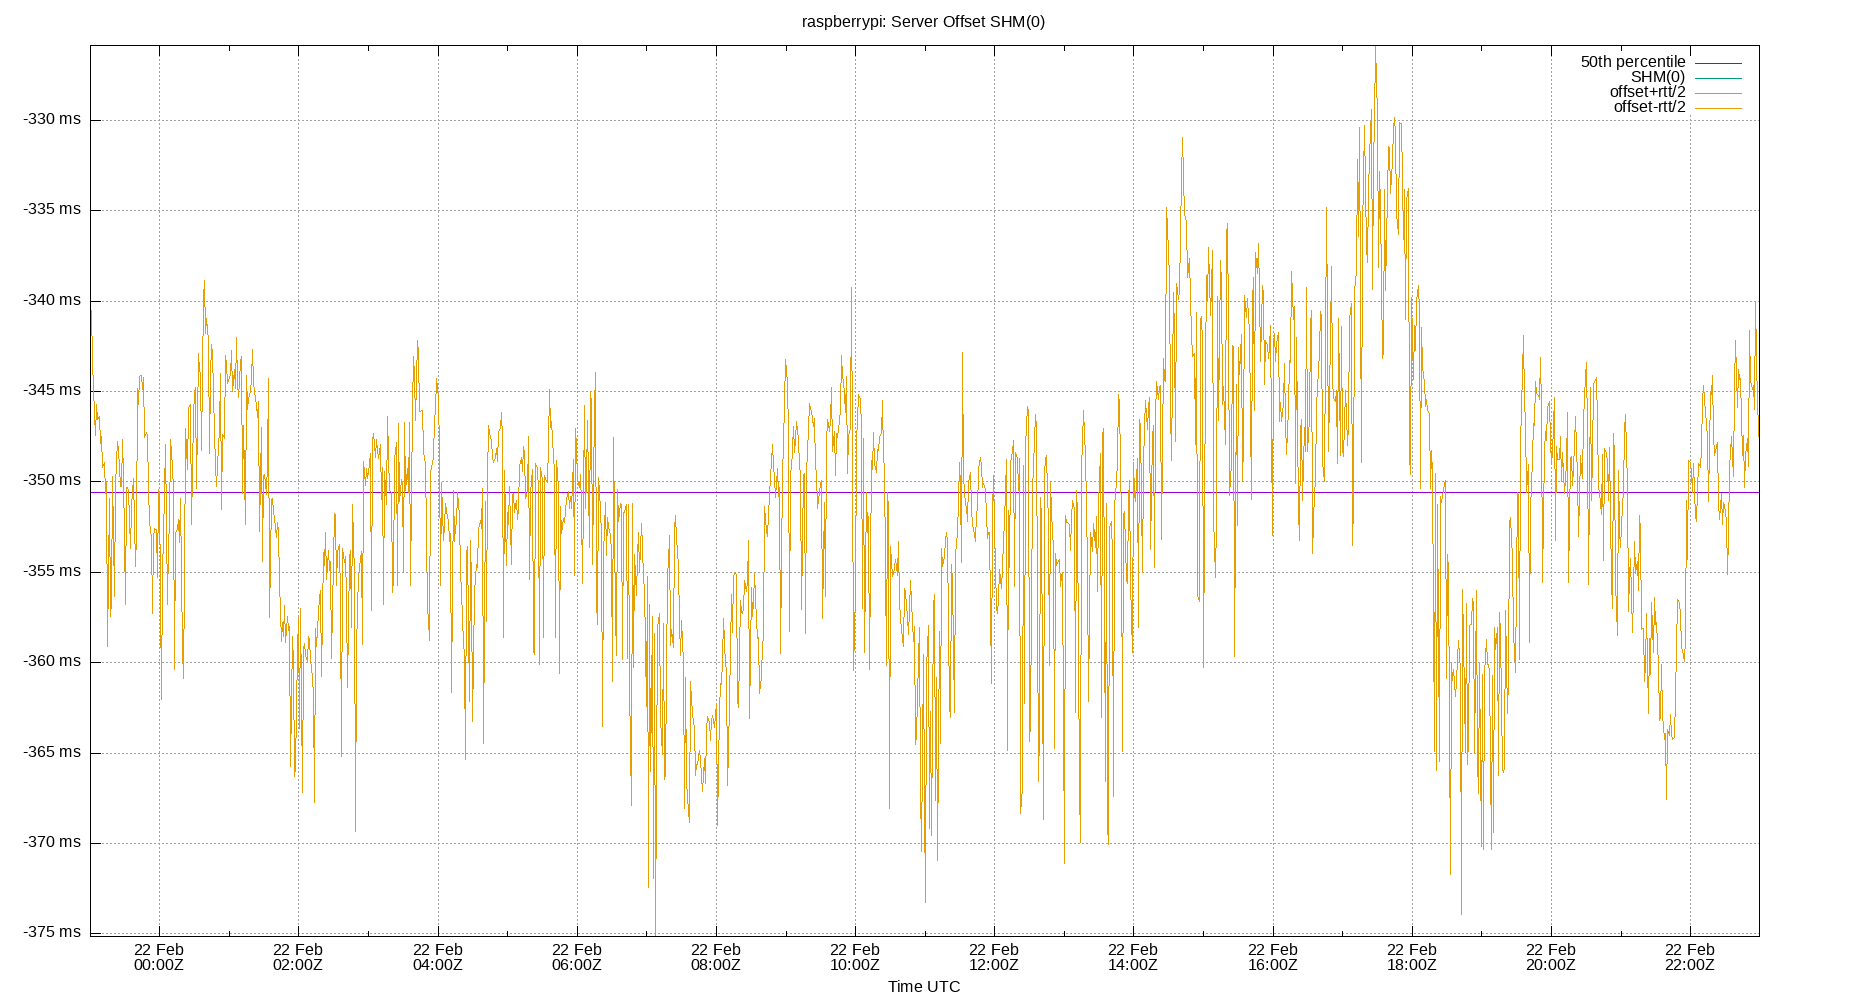 raspberrypi: Server Offset SHM(0)
50th percentile
SHM(0)
offset+rtt/2
offset-rtt/2
-330 ms
-335 ms
-340 ms
-345 ms
-350 ms
-355 ms
-360 ms
-365 ms
-370 ms
-375 ms
22 Feb 22 Feb 22 Feb 22 Feb 22 Feb 22 Feb 22 Feb 22 Feb 22 Feb 22 Feb 22 Feb 22 Feb
00:00Z 02:00Z 04:00Z 06:00Z 08:00Z 10:00Z 12:00Z 14:00Z 16:00Z 18:00Z 20:00Z 22:00Z
Time UTC